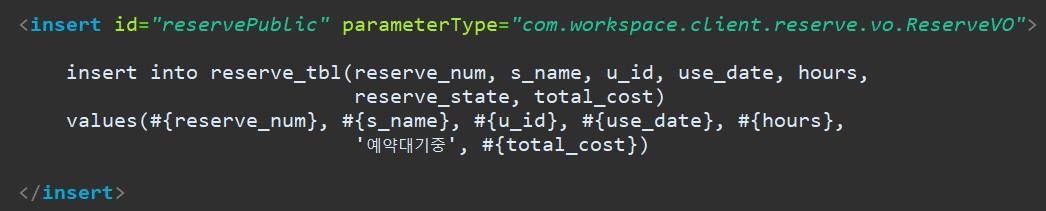 <insert id="reservePublic" parameterType="com.workspace.client.reserve.vo.ReserveVO">
insert into reserve_tbl(reserve_num, s_name, u_id, use_date, hours,
reserve_state, total_cost)
values(#{reserve_num}, #{s_name}, #{u_id}, #{use_date}, #{hours},
'예약대기중', #{total_cost})
</insert>